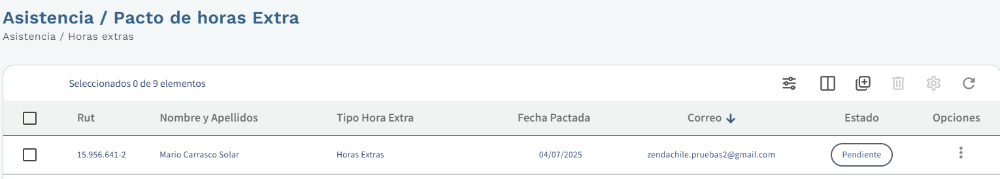 Asistencia / Pacto de horas Extra
Asistencia / Horas extras
Seleccionados 0 de 9 elementos
Rut Nombre y Apellidos Tipo Hora Extra Fecha Pactada Correo Estado Opciones
15.956.641-2 Mario Carrasco Solar Horas Extras 04/07/2025 zendachile.pruebas2@gmail.com Pendiente